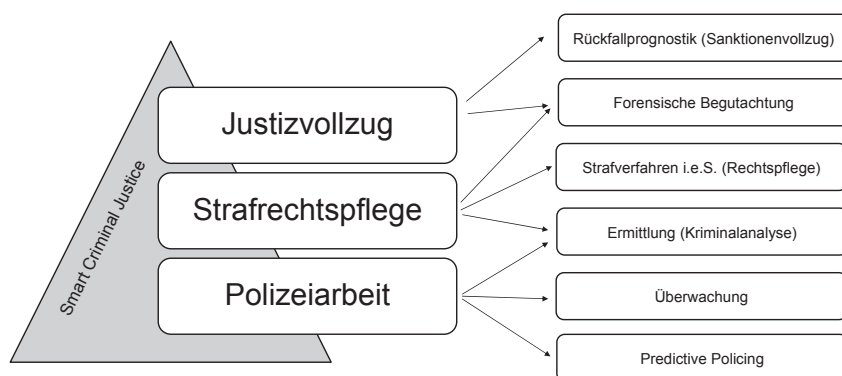 Smart Criminal Justice
Justizvollzug
Strafrechtspflege
Polizeiarbeit
Rückfallprognostik (Sanktionenvollzug)
Forensische Begutachtung
Strafverfahren i.e.S. (Rechtspflege)
Ermittlung (Kriminalanalyse)
Überwachung
Predictive Policing